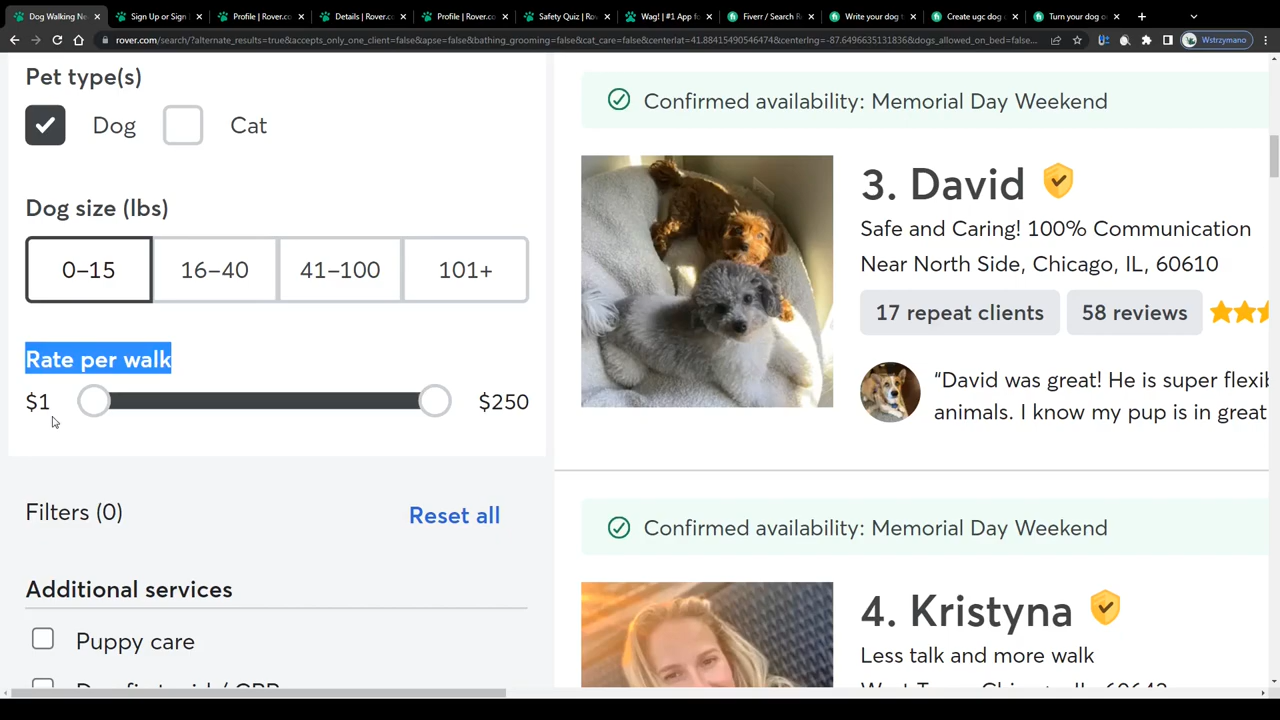 Dog Walking Ne
Sign Up or Sign
Profile | Rover.co
Details | Rover.co
Profile | Rover.co
Safety Quiz | Rov
Wag! | #1 App fo
Fiverr / Search R
Write your dog t
Create ugc dog
Turn your dog o
rover.com/search/?alternate_results=true&accepts_only_one_client=false&apse=false&bathing_grooming=false&cat_care=false&centerlat=41.88415490546474&centerlng=-87.6496635131836&dogs_allowed_on_bed=false...
Wstrzymano
Pet type(s)
Dog
Cat
Dog size (lbs)
0–15
16–40
41–100
101+
Rate per walk
$1
$250
Filters (0)
Reset all
Additional services
Puppy care
Confirmed availability: Memorial Day Weekend
3. David
Safe and Caring! 100% Communication
Near North Side, Chicago, IL, 60610
17 repeat clients
58 reviews
“David was great! He is super flexi
animals. I know my pup is in great
Confirmed availability: Memorial Day Weekend
4. Kristyna
Less talk and more walk